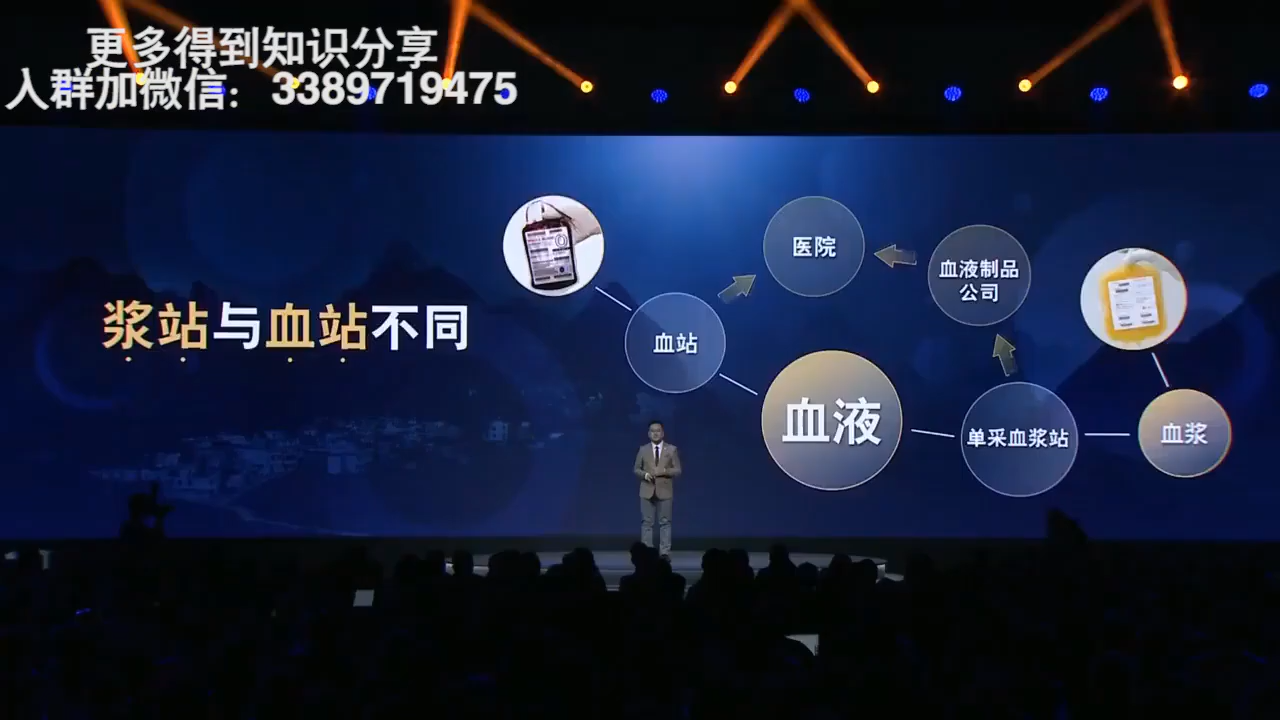 更多得到知识分享
入群加微信： 3389719475
浆站与血站不同
血站
医院
血液制品
公司
血液
单采血浆站
血浆